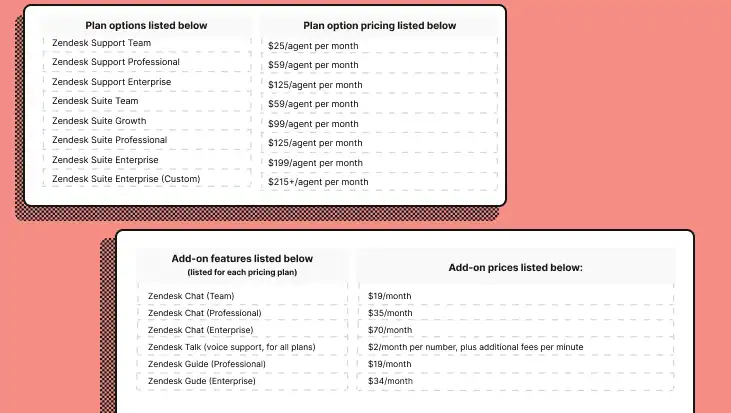 Plan options listed below
Plan option pricing listed below
Zendesk Support Team
$25/agent per month
Zendesk Support Professional
$59/agent per month
Zendesk Support Enterprise
$125/agent per month
Zendesk Suite Team
$59/agent per month
Zendesk Suite Growth
$99/agent per month
Zendesk Suite Professional
$125/agent per month
Zendesk Suite Enterprise
$199/agent per month
Zendesk Suite Enterprise (Custom)
$215+/agent per month
Add-on features listed below
(listed for each pricing plan)
Add-on prices listed below:
Zendesk Chat (Team)
$19/month
Zendesk Chat (Professional)
$35/month
Zendesk Chat (Enterprise)
$70/month
Zendesk Talk (voice support, for all plans)
$2/month per number, plus additional fees per minute
Zendesk Guide (Professional)
$19/month
Zendesk Gude (Enterprise)
$34/month